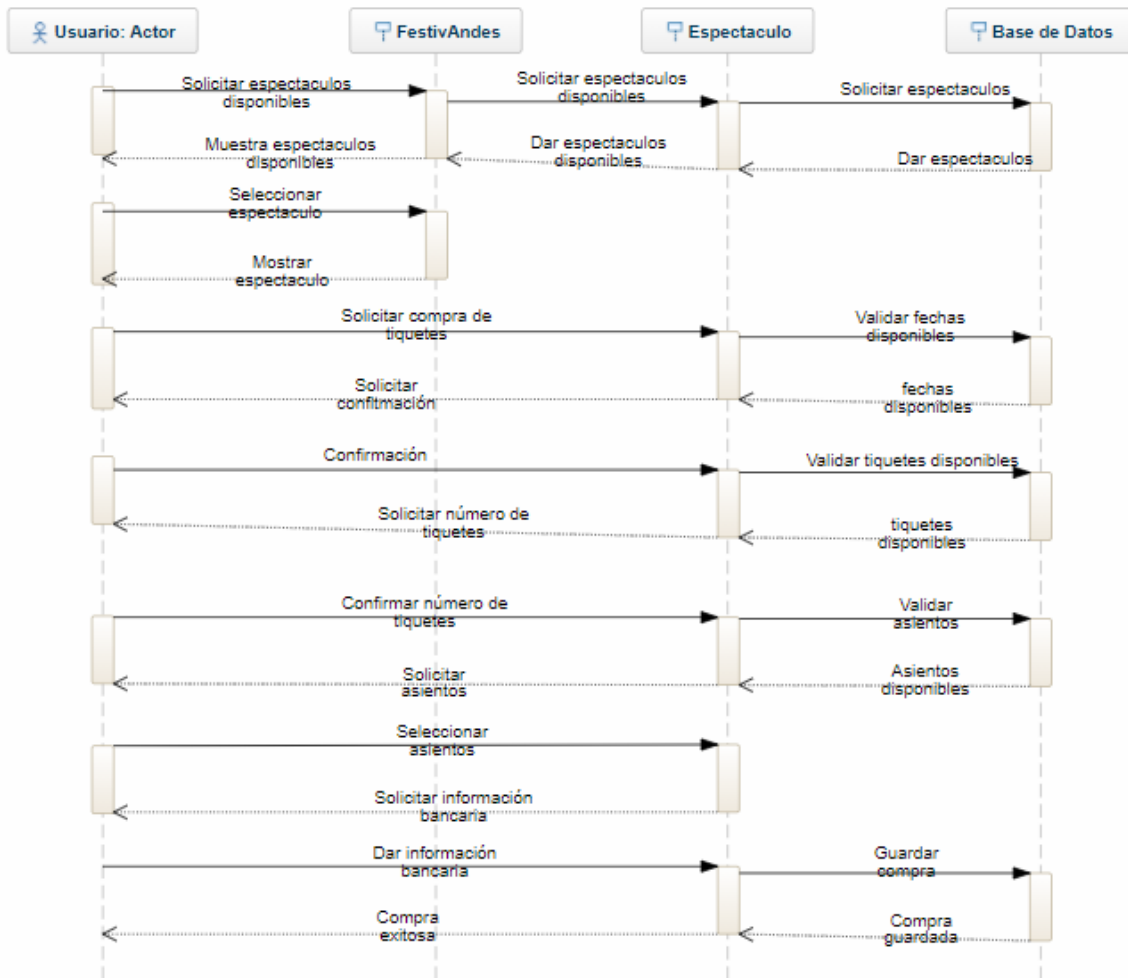 Usuario: Actor
FestivAndes
Espectaculo
Base de Datos
Solicitar espectaculos
disponibles
Solicitar espectaculos
disponibles
Solicitar espectaculos
Muestra espectaculos
disponibles
Dar espectaculos
disponibles
Dar espectaculos
Seleccionar
espectaculo
Mostrar
espectaculo
Solicitar compra de
tiquetes
Validar fechas
disponibles
Solicitar
confitmación
fechas
disponibles
Confirmación
Validar tiquetes disponibles
Solicitar número de
tiquetes
tiquetes
disponibles
Confirmar número de
tiquetes
Validar
asientos
Solicitar
asientos
Asientos
disponibles
Seleccionar
asientos
Solicitar información
bancaria
Dar información
bancaria
Guardar
compra
Compra
exitosa
Compra
guardada